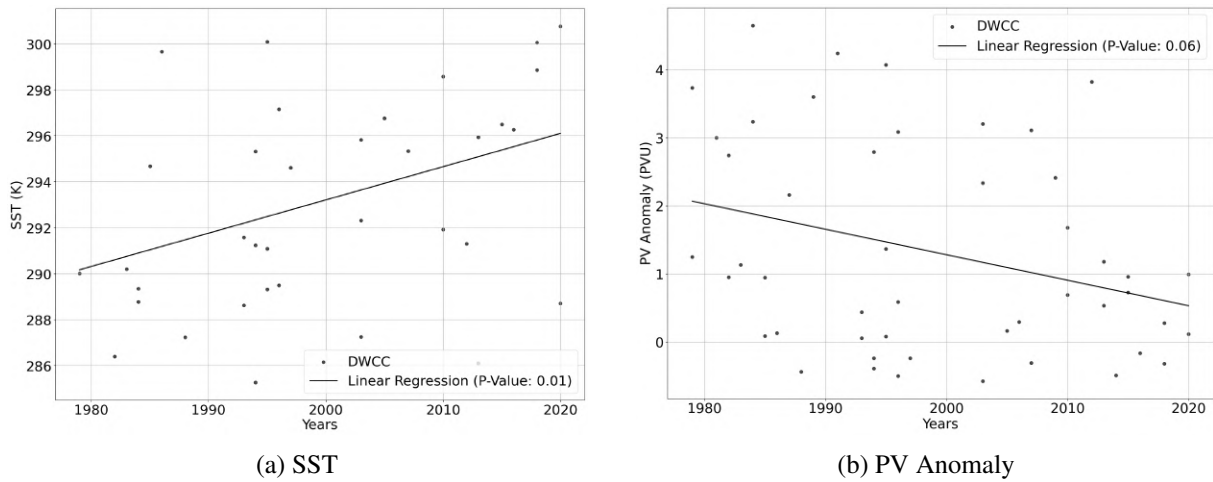 300
298
296
294
292
290
288
286
SST (K)
DWCC
Linear Regression (P-Value: 0.01)
1980
1990
2000
2010
2020
Years
(a) SST
4
3
2
1
0
PV Anomaly (PVU)
DWCC
Linear Regression (P-Value: 0.06)
1980
1990
2000
2010
2020
Years
(b) PV Anomaly